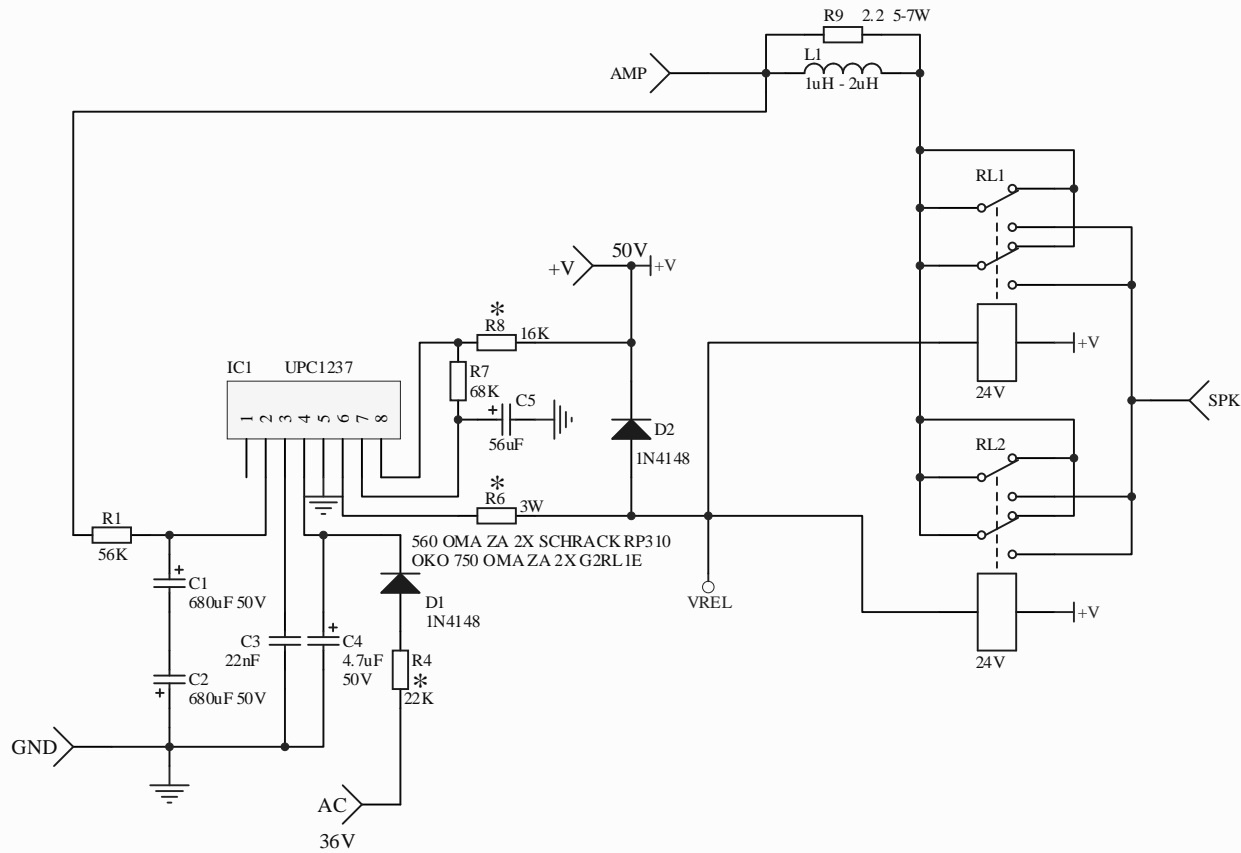 R9 2.2 5-7W
L1
AMP
1uH - 2uH
RL1
50V
+V
+V
*
R8
16K
IC1 UPC1237
R7
68K
+V
24V
C5
+
56uF
D2
1N4148
SPK
1 2 3 4 5 6 7 8
RL2
*
R6
3W
R1
56K
560 OMA ZA 2X SCHRACK RP310
OKO 750 OMA ZA 2X G2RL1E
+
C1
680uF 50V
D1
1N4148
VREL
+V
24V
C3
22nF
+
C4
4.7uF
50V
R4
*
22K
C2
+
680uF 50V
GND
AC
36V